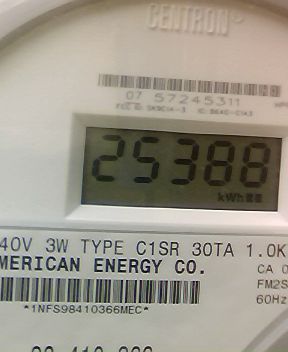 CENTRON®
07 57245311
25388
kWh
40V 3W TYPE C1SR 30TA 1.0K
MERICAN ENERGY CO.
CA 0
FM2S
60Hz
*1NFS98410366MEC*